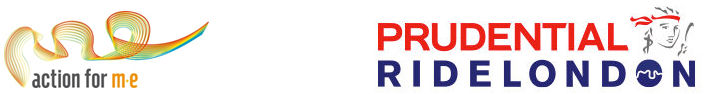 action for m·e
PRUDENTIAL
RIDELONDON